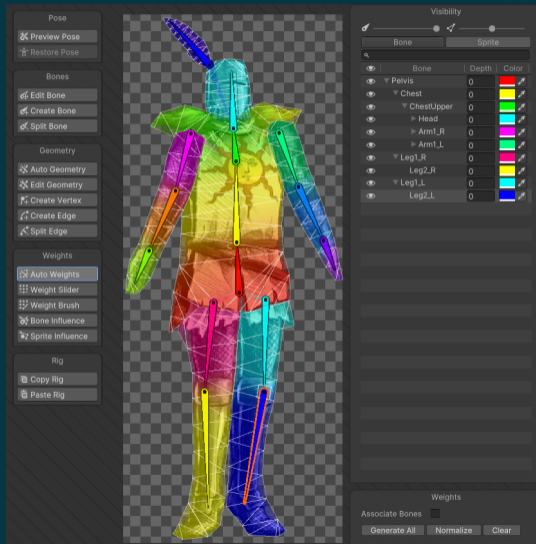 Pose
Preview Pose
Restore Pose
Bones
Edit Bone
Create Bone
Split Bone
Geometry
Auto Geometry
Edit Geometry
Create Vertex
Create Edge
Split Edge
Weights
Auto Weights
Weight Slider
Weight Brush
Bone Influence
Sprite Influence
Rig
Copy Rig
Paste Rig
Visibility
Bone Sprite
Bone Depth Color
Pelvis 0
Chest 0
ChestUpper 0
Head 0
Arm1_R 0
Arm1_L 0
Leg1_R 0
Leg2_R 0
Leg1_L 0
Leg2_L 0
Weights
Associate Bones
Generate All Normalize Clear